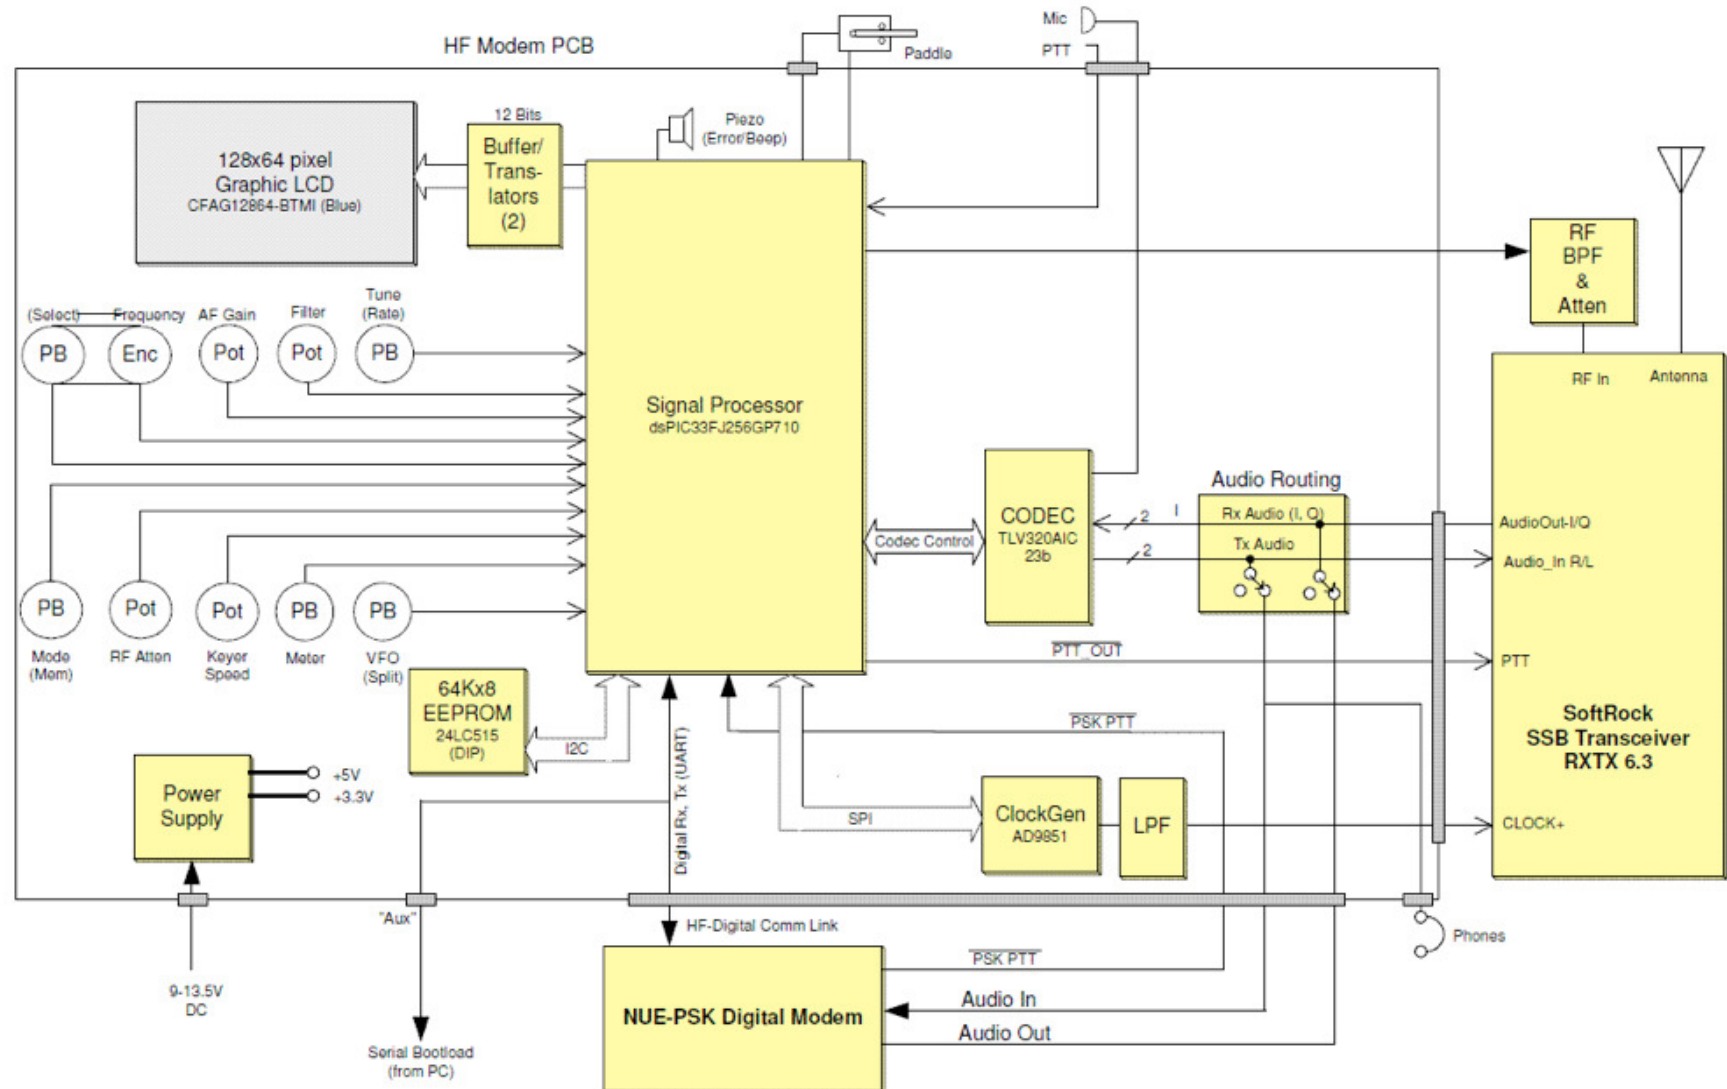 HF Modem PCB
Mic
PTT
Paddle
12 Bits
Buffer/
Trans-
lators
(2)
Piezo
(Error/Beep)
128x64 pixel
Graphic LCD
CFAG12864-BTMI (Blue)
RF
BPF
&
Atten
(Select)
Frequency
AF Gain
Filter
Tune
(Rate)
PB
Enc
Pot
Pot
PB
RF In
Antenna
Signal Processor
dsPIC33FJ256GP710
Audio Routing
CODEC
TLV320AIC
23b
Codec Control
2
I
Rx Audio (I, Q)
AudioOut-I/Q
2
Tx Audio
Audio_In R/L
PB
Pot
Pot
PB
PB
Mode
(Mem)
RF Atten
Keyer
Speed
Meter
VFO
(Split)
PTT_OUT
PTT
64Kx8
EEPROM
24LC515
(DIP)
I2C
Digital Rx, Tx (UART)
PSK PTT
SoftRock
SSB Transceiver
RXTX 6.3
Power
Supply
+5V
+3.3V
SPI
ClockGen
AD9851
LPF
CLOCK+
"Aux"
HF-Digital Comm Link
Phones
9-13.5V
DC
NUE-PSK Digital Modem
PSK PTT
Audio In
Audio Out
Serial Bootload
(from PC)